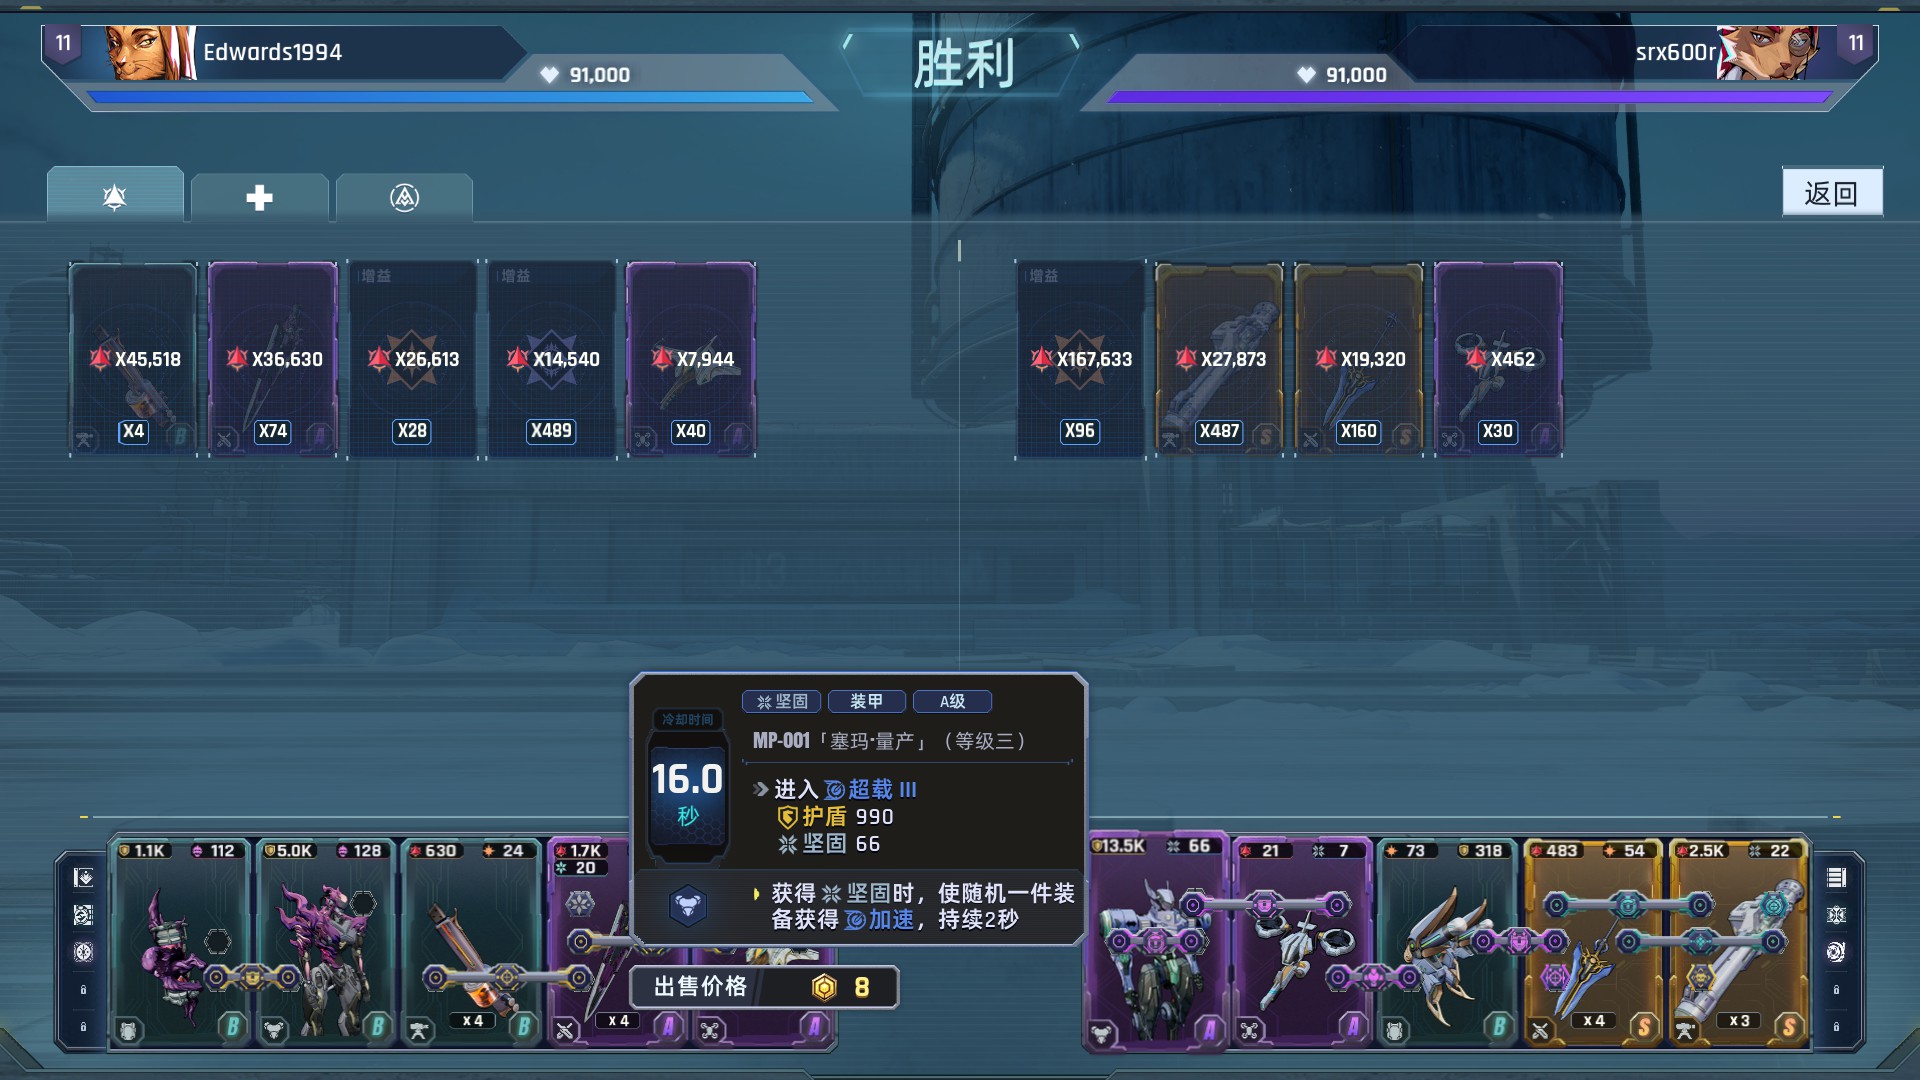 11
Edwards1994
91,000
胜利
91,000
srx600r
11
返回
增益
增益
增益
X45,518
X36,630
X26,613
X14,540
X7,944
X167,633
X27,873
X19,320
X462
X4
B
X74
A
X28
X489
X40
A
X96
X487
S
X160
S
X30
A
坚固
装甲
A级
冷却时间
MP-001「塞玛·量产」（等级三）
16.0
秒
进入 超载 III
护盾 990
坚固 66
获得 坚固时，使随机一件装
备获得 加速，持续2秒
出售价格 8
1.1K
112
5.0K
128
630
24
1.7K
20
13.5K
66
21
7
73
318
483
54
2.5K
22
B
B
X4
B
X4
A
A
A
A
B
X4
S
X3
S